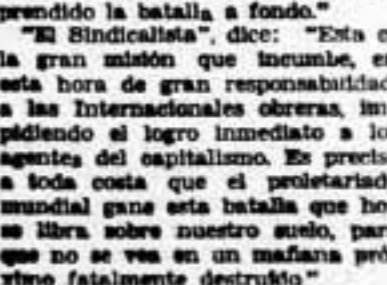 prendido la batalla a fondo."
"El Sindicalista", dice: "Esta e
la gran misión que incumbe, e
esta hora de gran responsabilidad
a las Internacionales obreras, im
pidiendo el logro inmediato a lo
agentes del capitalismo. Es precis
a toda costa que el proletariad
mundial gane esta batalla que ho
se libra sobre nuestro suelo, par
que no se vea en un mañana pró
ximo fatalmente destruído"